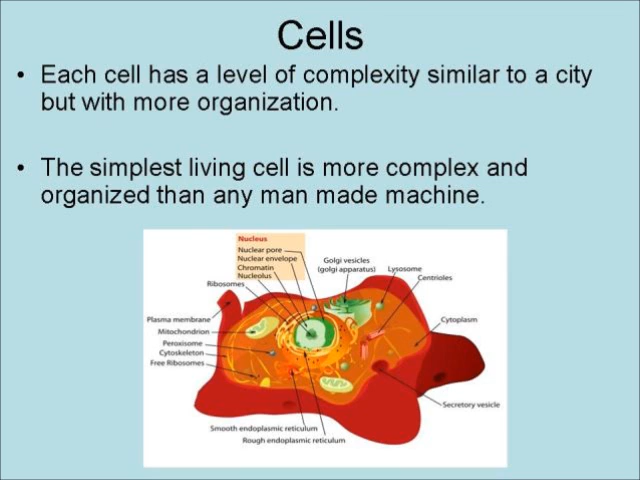 Cells
• Each cell has a level of complexity similar to a city
but with more organization.
• The simplest living cell is more complex and
organized than any man made machine.
Nucleus
Nuclear pore
Nuclear envelope
Chromatin
Nucleolus
Golgi vesicles
(golgi apparatus)
Lysosome
Centrioles
Ribosomes
Plasma membrane
Mitochondrion
Peroxisome
Cytoskeleton
Free Ribosomes
Cytoplasm
Secretory vesicle
Smooth endoplasmic reticulum
Rough endoplasmic reticulum